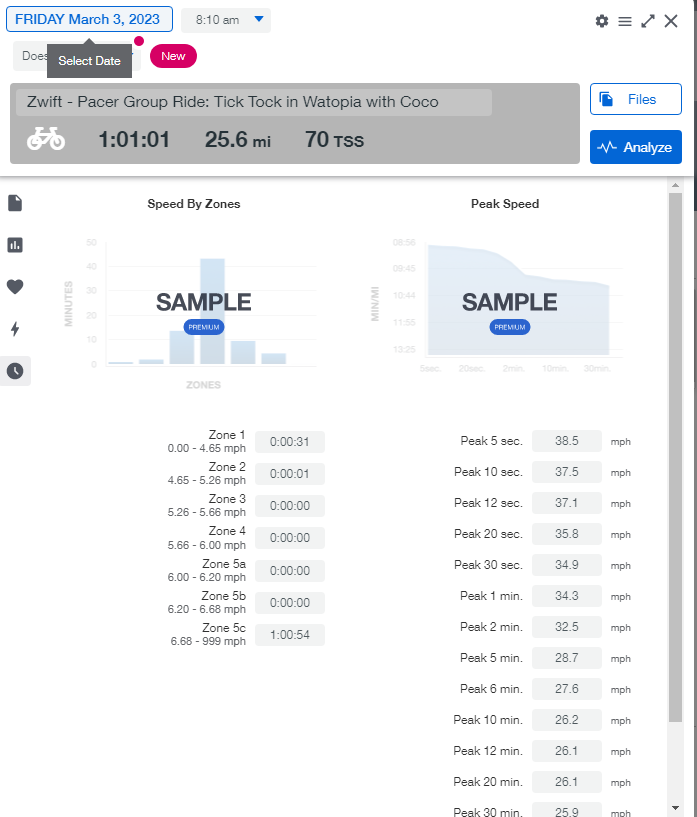 FRIDAY March 3, 2023
8:10 am
Does
Select Date
New
Zwift - Pacer Group Ride: Tick Tock in Watopia with Coco
1:01:01 25.6 mi 70 TSS
Files
Analyze
Speed By Zones
50
40
30
20
10
0
MINUTES
SAMPLE
PREMIUM
ZONES
Peak Speed
08:56
09:45
10:44
11:55
13:25
MIN/MI
SAMPLE
PREMIUM
5sec. 20sec. 2min. 10min. 30min.
Zone 1
0.00 - 4.65 mph 0:00:31
Zone 2
4.65 - 5.26 mph 0:00:01
Zone 3
5.26 - 5.66 mph 0:00:00
Zone 4
5.66 - 6.00 mph 0:00:00
Zone 5a
6.00 - 6.20 mph 0:00:00
Zone 5b
6.20 - 6.68 mph 0:00:00
Zone 5c
6.68 - 999 mph 1:00:54
Peak 5 sec. 38.5 mph
Peak 10 sec. 37.5 mph
Peak 12 sec. 37.1 mph
Peak 20 sec. 35.8 mph
Peak 30 sec. 34.9 mph
Peak 1 min. 34.3 mph
Peak 2 min. 32.5 mph
Peak 5 min. 28.7 mph
Peak 6 min. 27.6 mph
Peak 10 min. 26.2 mph
Peak 12 min. 26.1 mph
Peak 20 min. 26.1 mph
Peak 30 min. 25.9 mph